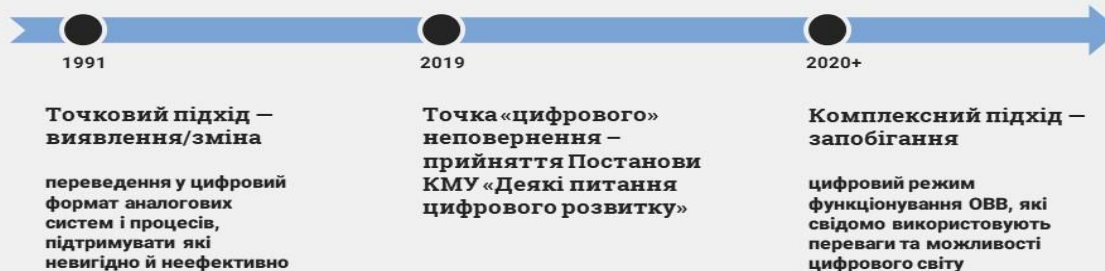 1991
Точковий підхід –
виявлення/зміна
переведення у цифровий
формат аналогових
систем і процесів,
підтримувати які
невигідно й неефективно
2019
Точка «цифрового»
неповернення –
прийняття Постанови
КМУ «Деякі питання
цифрового розвитку»
2020+
Комплексний підхід –
запобігання
цифровий режим
функціонування ОВВ, які
свідомо використовують
переваги та можливості
цифрового світу